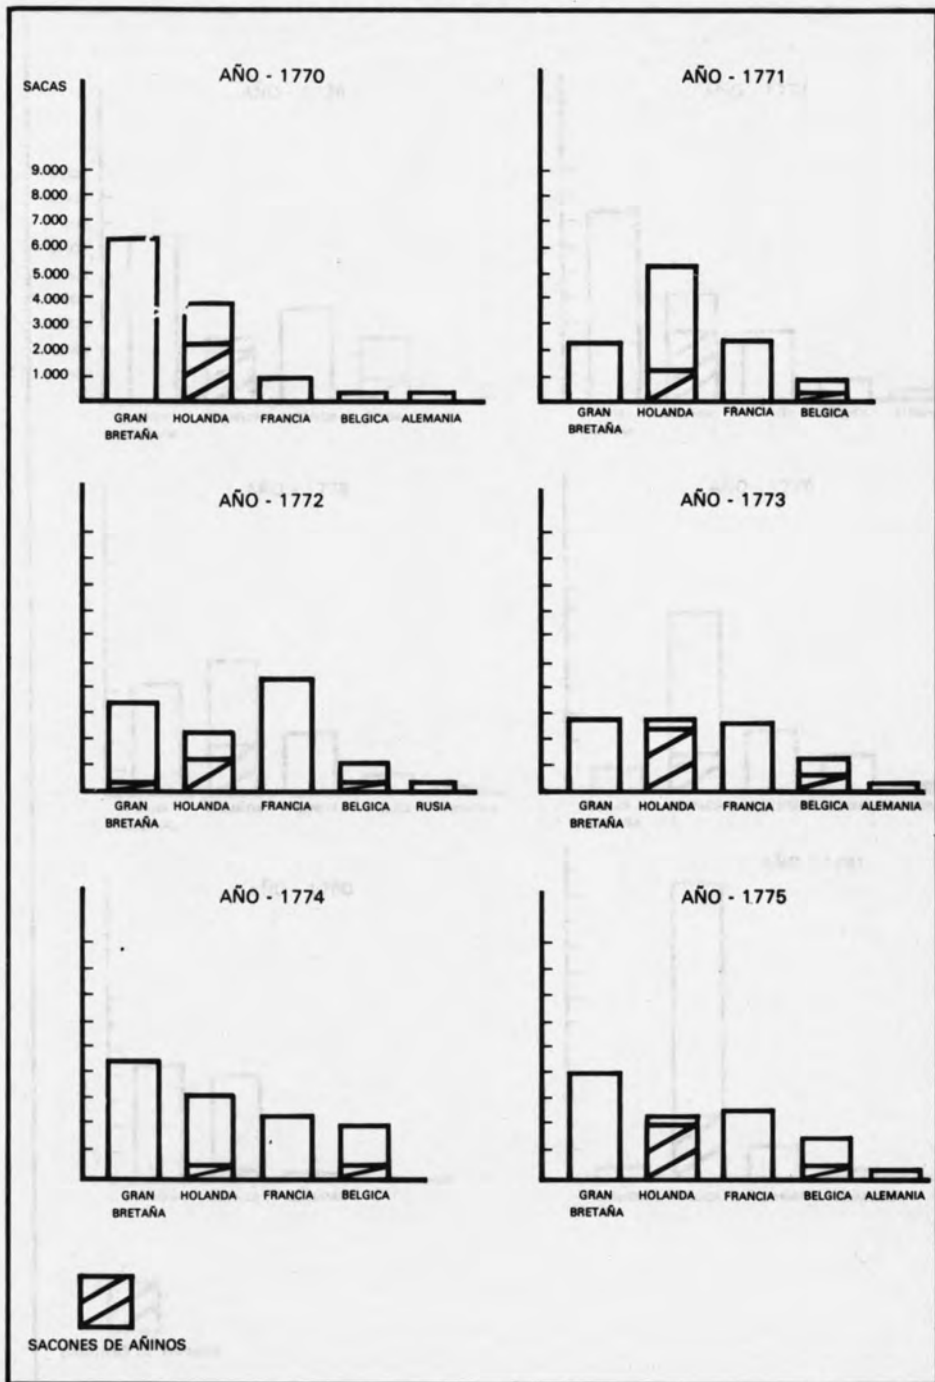 AÑO - 1770
SACAS
9.000
8.000
7.000
6.000
5.000
4.000
3.000
2.000
1.000
GRAN BRETAÑA
HOLANDA
FRANCIA
BELGICA
ALEMANIA
AÑO - 1771
GRAN BRETAÑA
HOLANDA
FRANCIA
BELGICA
AÑO - 1772
GRAN BRETAÑA
HOLANDA
FRANCIA
BELGICA
RUSIA
AÑO - 1773
GRAN BRETAÑA
HOLANDA
FRANCIA
BELGICA
ALEMANIA
AÑO - 1774
GRAN BRETAÑA
HOLANDA
FRANCIA
BELGICA
AÑO - 1.775
GRAN BRETAÑA
HOLANDA
FRANCIA
BELGICA
ALEMANIA
SACONES DE AÑINOS